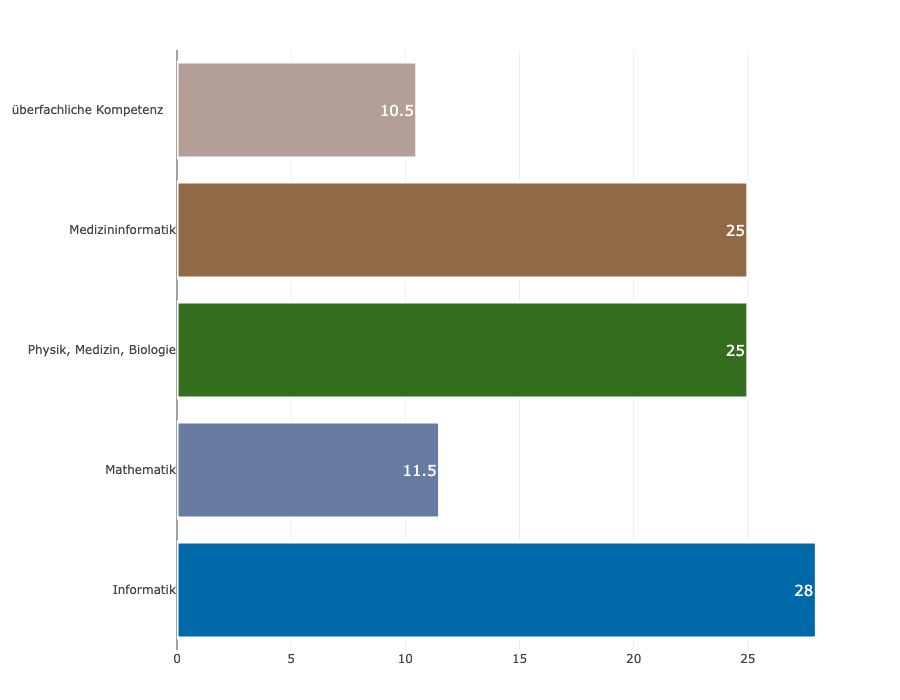 überfachliche Kompetenz
10.5
Medizininformatik
25
Physik, Medizin, Biologie
25
Mathematik
11.5
Informatik
28
0 5 10 15 20 25